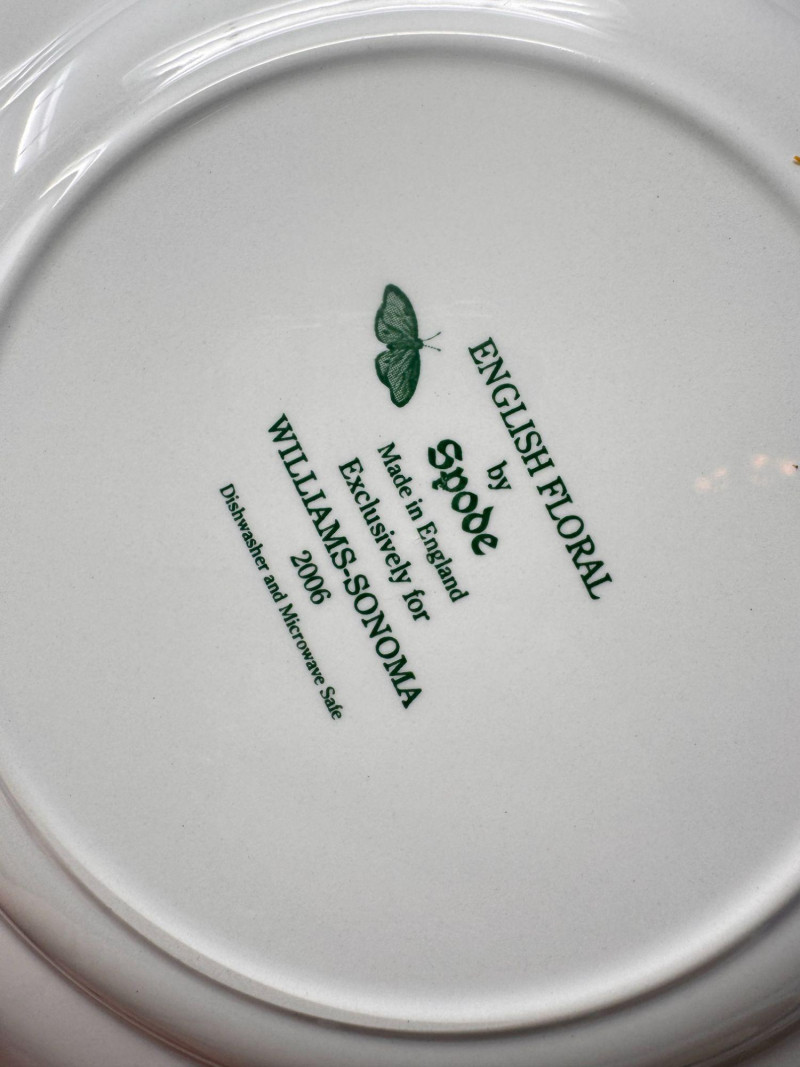 ENGLISH FLORAL
by
Spode
Made in England
Exclusively for
WILLIAMS-SONOMA
2006
Dishwasher and Microwave Safe